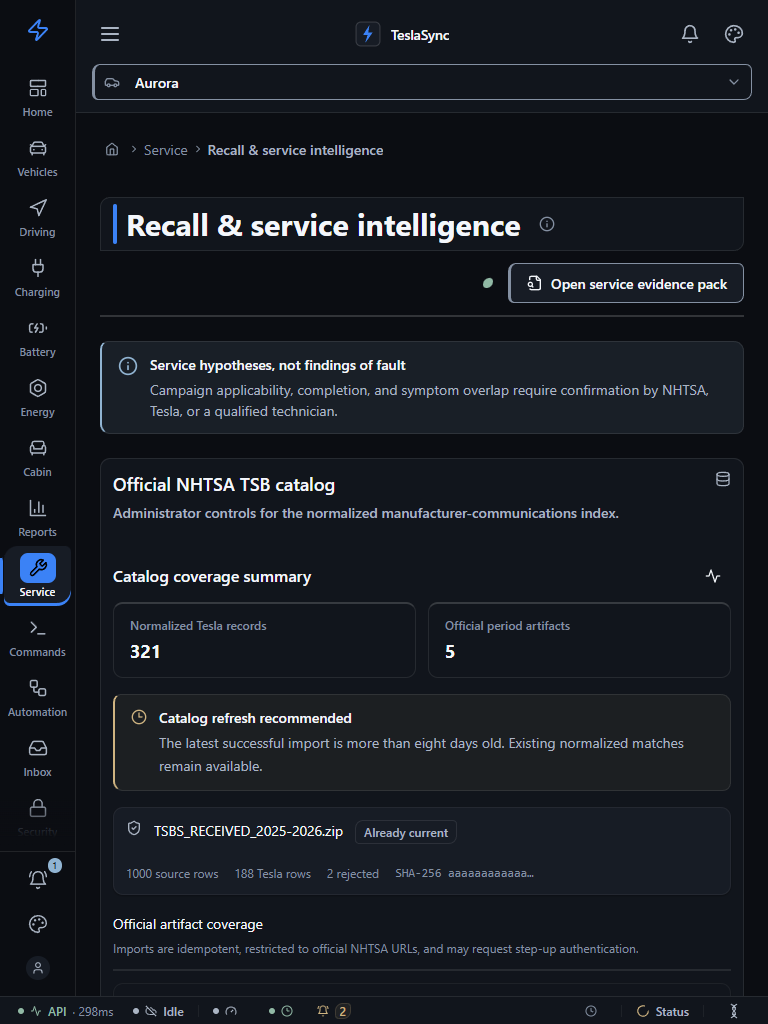 TeslaSync
Aurora
Home
Vehicles
Driving
Charging
Battery
Energy
Cabin
Reports
Service
Commands
Automation
Inbox
Security
1
Service
Recall & service intelligence
Recall & service intelligence
Open service evidence pack
Service hypotheses, not findings of fault
Campaign applicability, completion, and symptom overlap require confirmation by NHTSA,
Tesla, or a qualified technician.
Official NHTSA TSB catalog
Administrator controls for the normalized manufacturer-communications index.
Catalog coverage summary
Normalized Tesla records
321
Official period artifacts
5
Catalog refresh recommended
The latest successful import is more than eight days old. Existing normalized matches
remain available.
TSBS_RECEIVED_2025-2026.zip
Already current
1000 source rows 188 Tesla rows 2 rejected SHA-256 aaaaaaaaaaaa…
Official artifact coverage
Imports are idempotent, restricted to official NHTSA URLs, and may request step-up authentication.
API · 298ms
Idle
2
Status